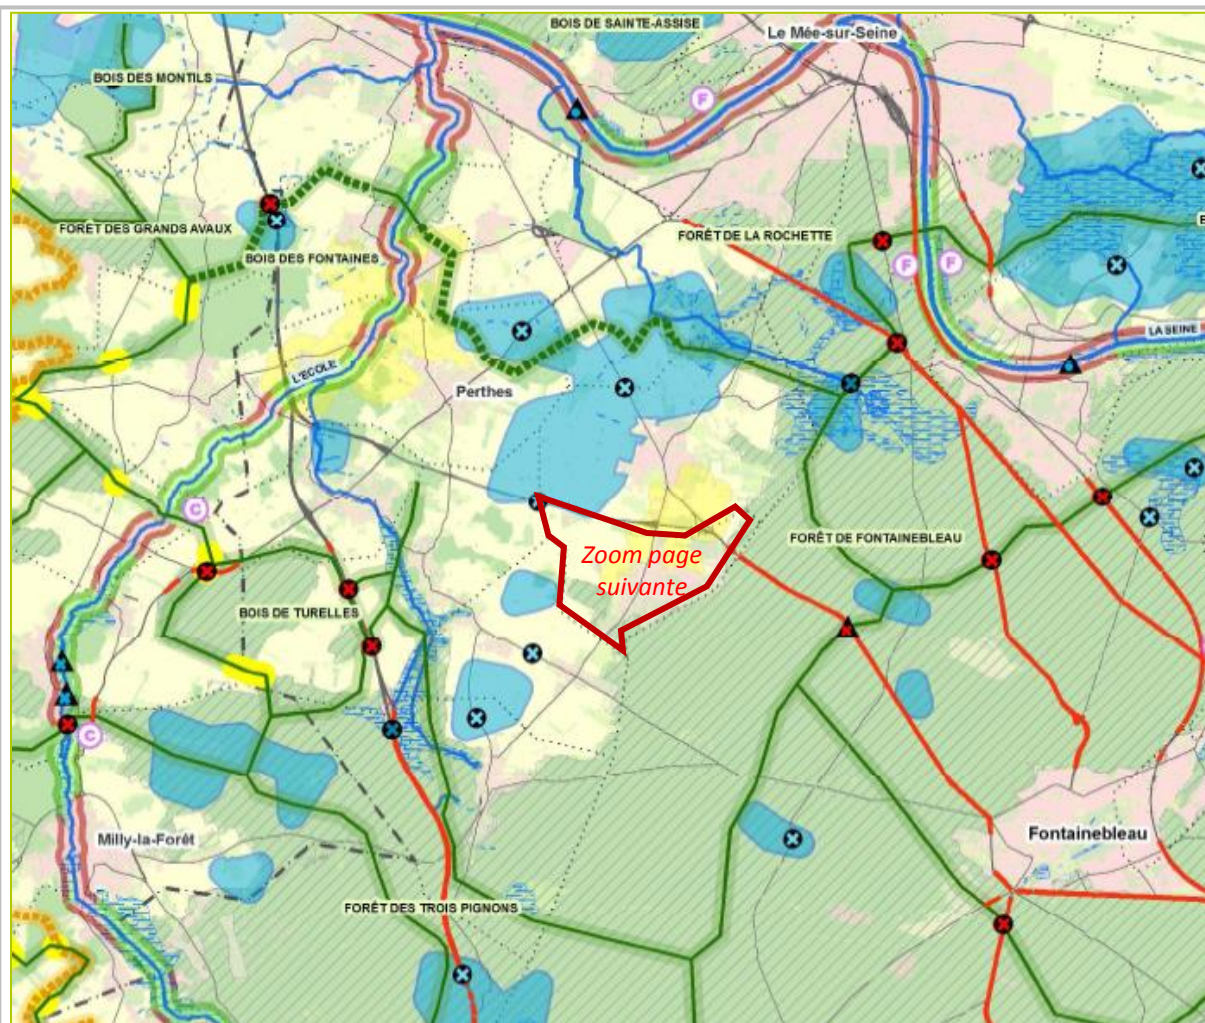 BOIS DE SAINTE-ASSISE
Le Mée-sur-Seine
BOIS DES MONTILS
F
FORÊT DES GRANDS AVAUX
FORÊT DE LA ROCHETTE
BOIS DES FONTAINES
F
F
LA SEINE
L'ECOLE
Perthes
C
Zoom page
suivante
FORÊT DE FONTAINEBLEAU
BOIS DE TURELLES
C
Milly-la-Forêt
Fontainebleau
FORÊT DES TROIS PIGNONS